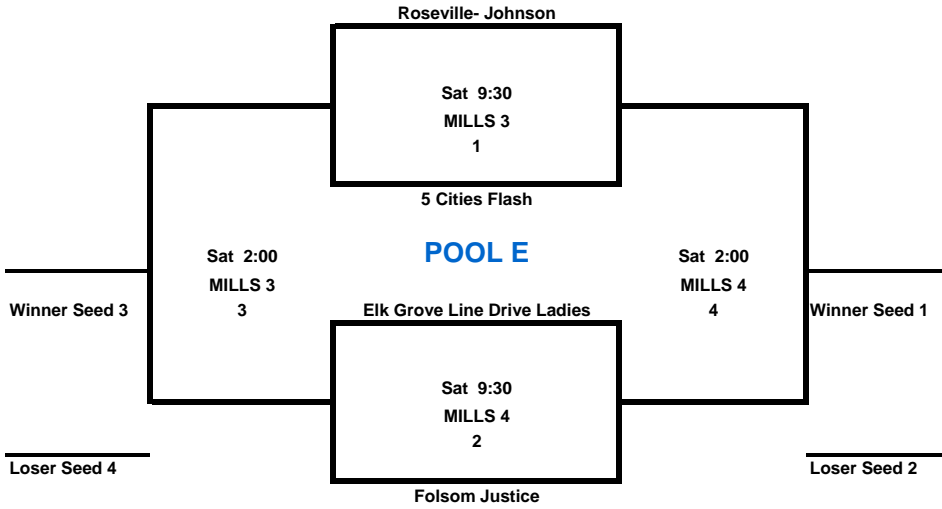 Roseville- Johnson
Sat 9:30
MILLS 3
1
5 Cities Flash
POOL E
Sat 2:00
MILLS 3
3
Sat 2:00
MILLS 4
4
Winner Seed 3
Elk Grove Line Drive Ladies
Winner Seed 1
Sat 9:30
MILLS 4
2
Loser Seed 4
Loser Seed 2
Folsom Justice